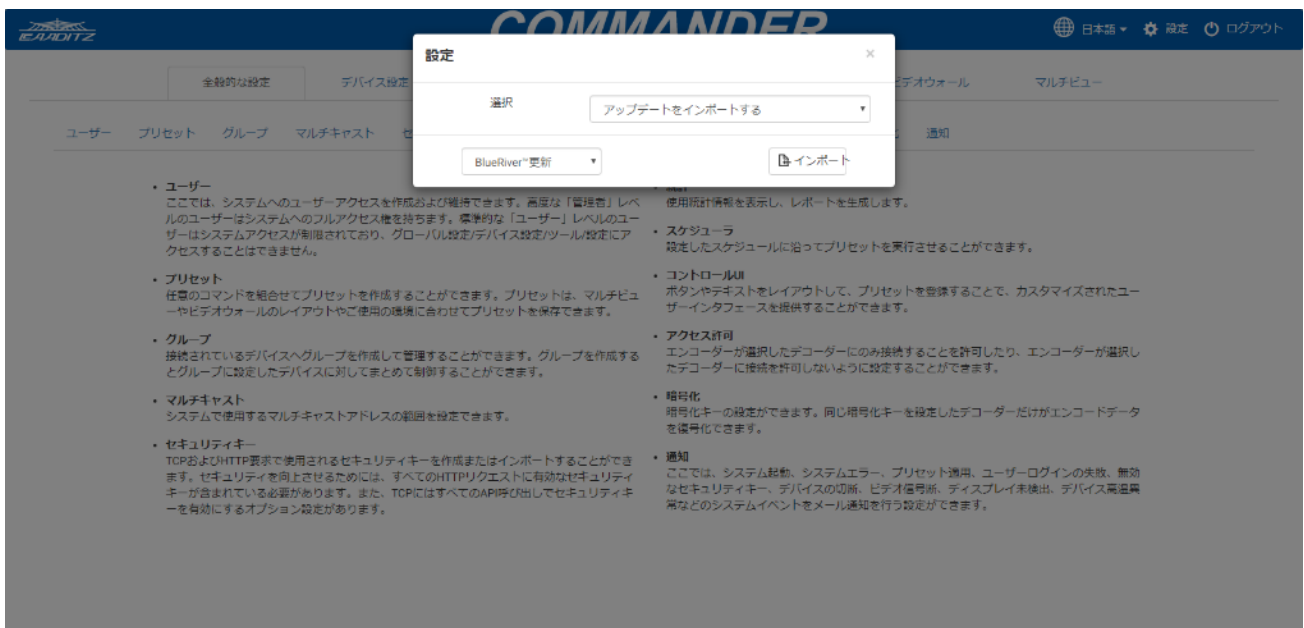 COMMANDER
日本語
設定
ログアウト
設定
×
選択
アップデートをインポートする
BlueRiver™更新
インポート
全般的な設定
デバイス設定
マルチビュー
ユーザー
プリセット
グループ
マルチキャスト
通知
・ユーザー
ここでは、システムへのユーザーアクセスを作成および維持できます。高度な「管理者」レベ
ルのユーザーはシステムへのフルアクセス権を持ちます。標準的な「ユーザー」レベルのユー
ザーはシステムアクセスが制限されており、グローバル設定/デバイス設定/ツール/設定にア
クセスすることはできません。
・プリセット
任意のコマンドを組合せてプリセットを作成することができます。プリセットは、マルチビュ
ーやビデオウォールのレイアウトやご使用の環境に合わせてプリセットを保存できます。
・グループ
接続されているデバイスへグループを作成して管理することができます。グループを作成する
とグループに設定したデバイスに対してまとめて制御することができます。
・マルチキャスト
システムで使用するマルチキャストアドレスの範囲を設定できます。
・セキュリティキー
TCPおよびHTTP要求で使用されるセキュリティキーを作成またはインポートすることができ
ます。セキュリティを向上させるためには、すべてのHTTPリクエストに有効なセキュリティ
キーが含まれている必要があります。また、TCPにはすべてのAPI呼び出しでセキュリティキ
ーを有効にするオプション設定があります。
使用統計情報を表示し、レポートを生成します。
・スケジューラ
設定したスケジュールに沿ってプリセットを実行させることができます。
・コントロールUI
ボタンやテキストをレイアウトして、プリセットを登録することで、カスタマイズされたユー
ザーインタフェースを提供することができます。
・アクセス許可
エンコーダーが選択したデコーダーにのみ接続することを許可したり、エンコーダーが選択し
たデコーダーに接続を許可しないように設定することができます。
・暗号化
暗号化キーの設定ができます。同じ暗号化キーを設定したデコーダーだけがエンコードデータ
を復号化できます。
・通知
ここでは、システム起動、システムエラー、プリセット適用、ユーザーログインの失敗、無効
なセキュリティキー、デバイスの切断、ビデオ信号断、ディスプレイ未検出、デバイス高温異
常などのシステムイベントをメール通知を行う設定ができます。